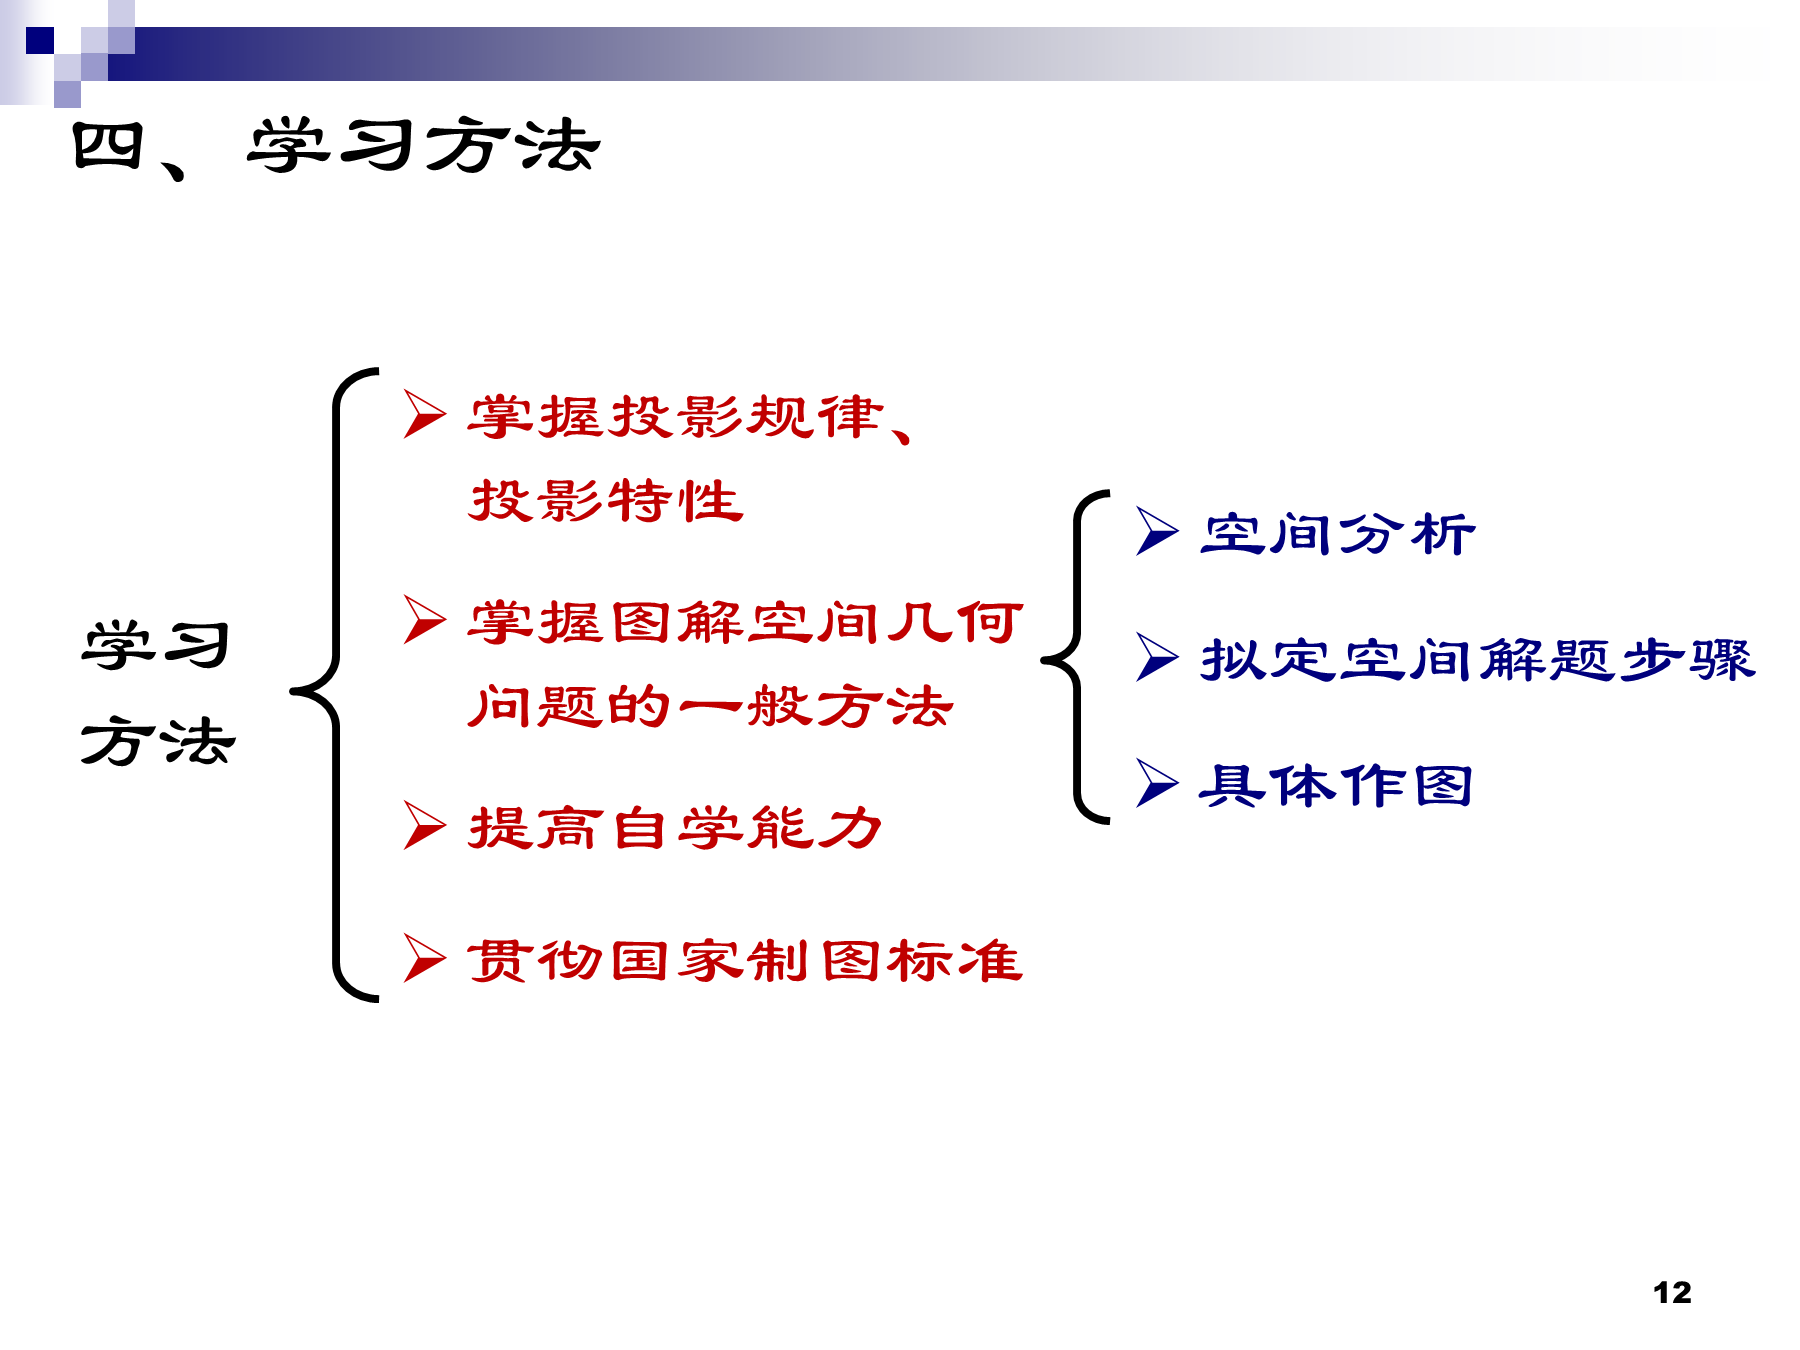 四、学习方法
学习
方法
掌握投影规律、
投影特性
掌握图解空间几何
问题的一般方法
提高自学能力
贯彻国家制图标准
空间分析
拟定空间解题步骤
具体作图
12